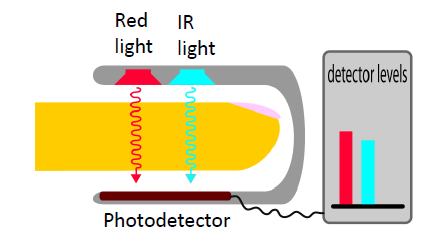 Red
light
IR
light
detector levels
Photodetector